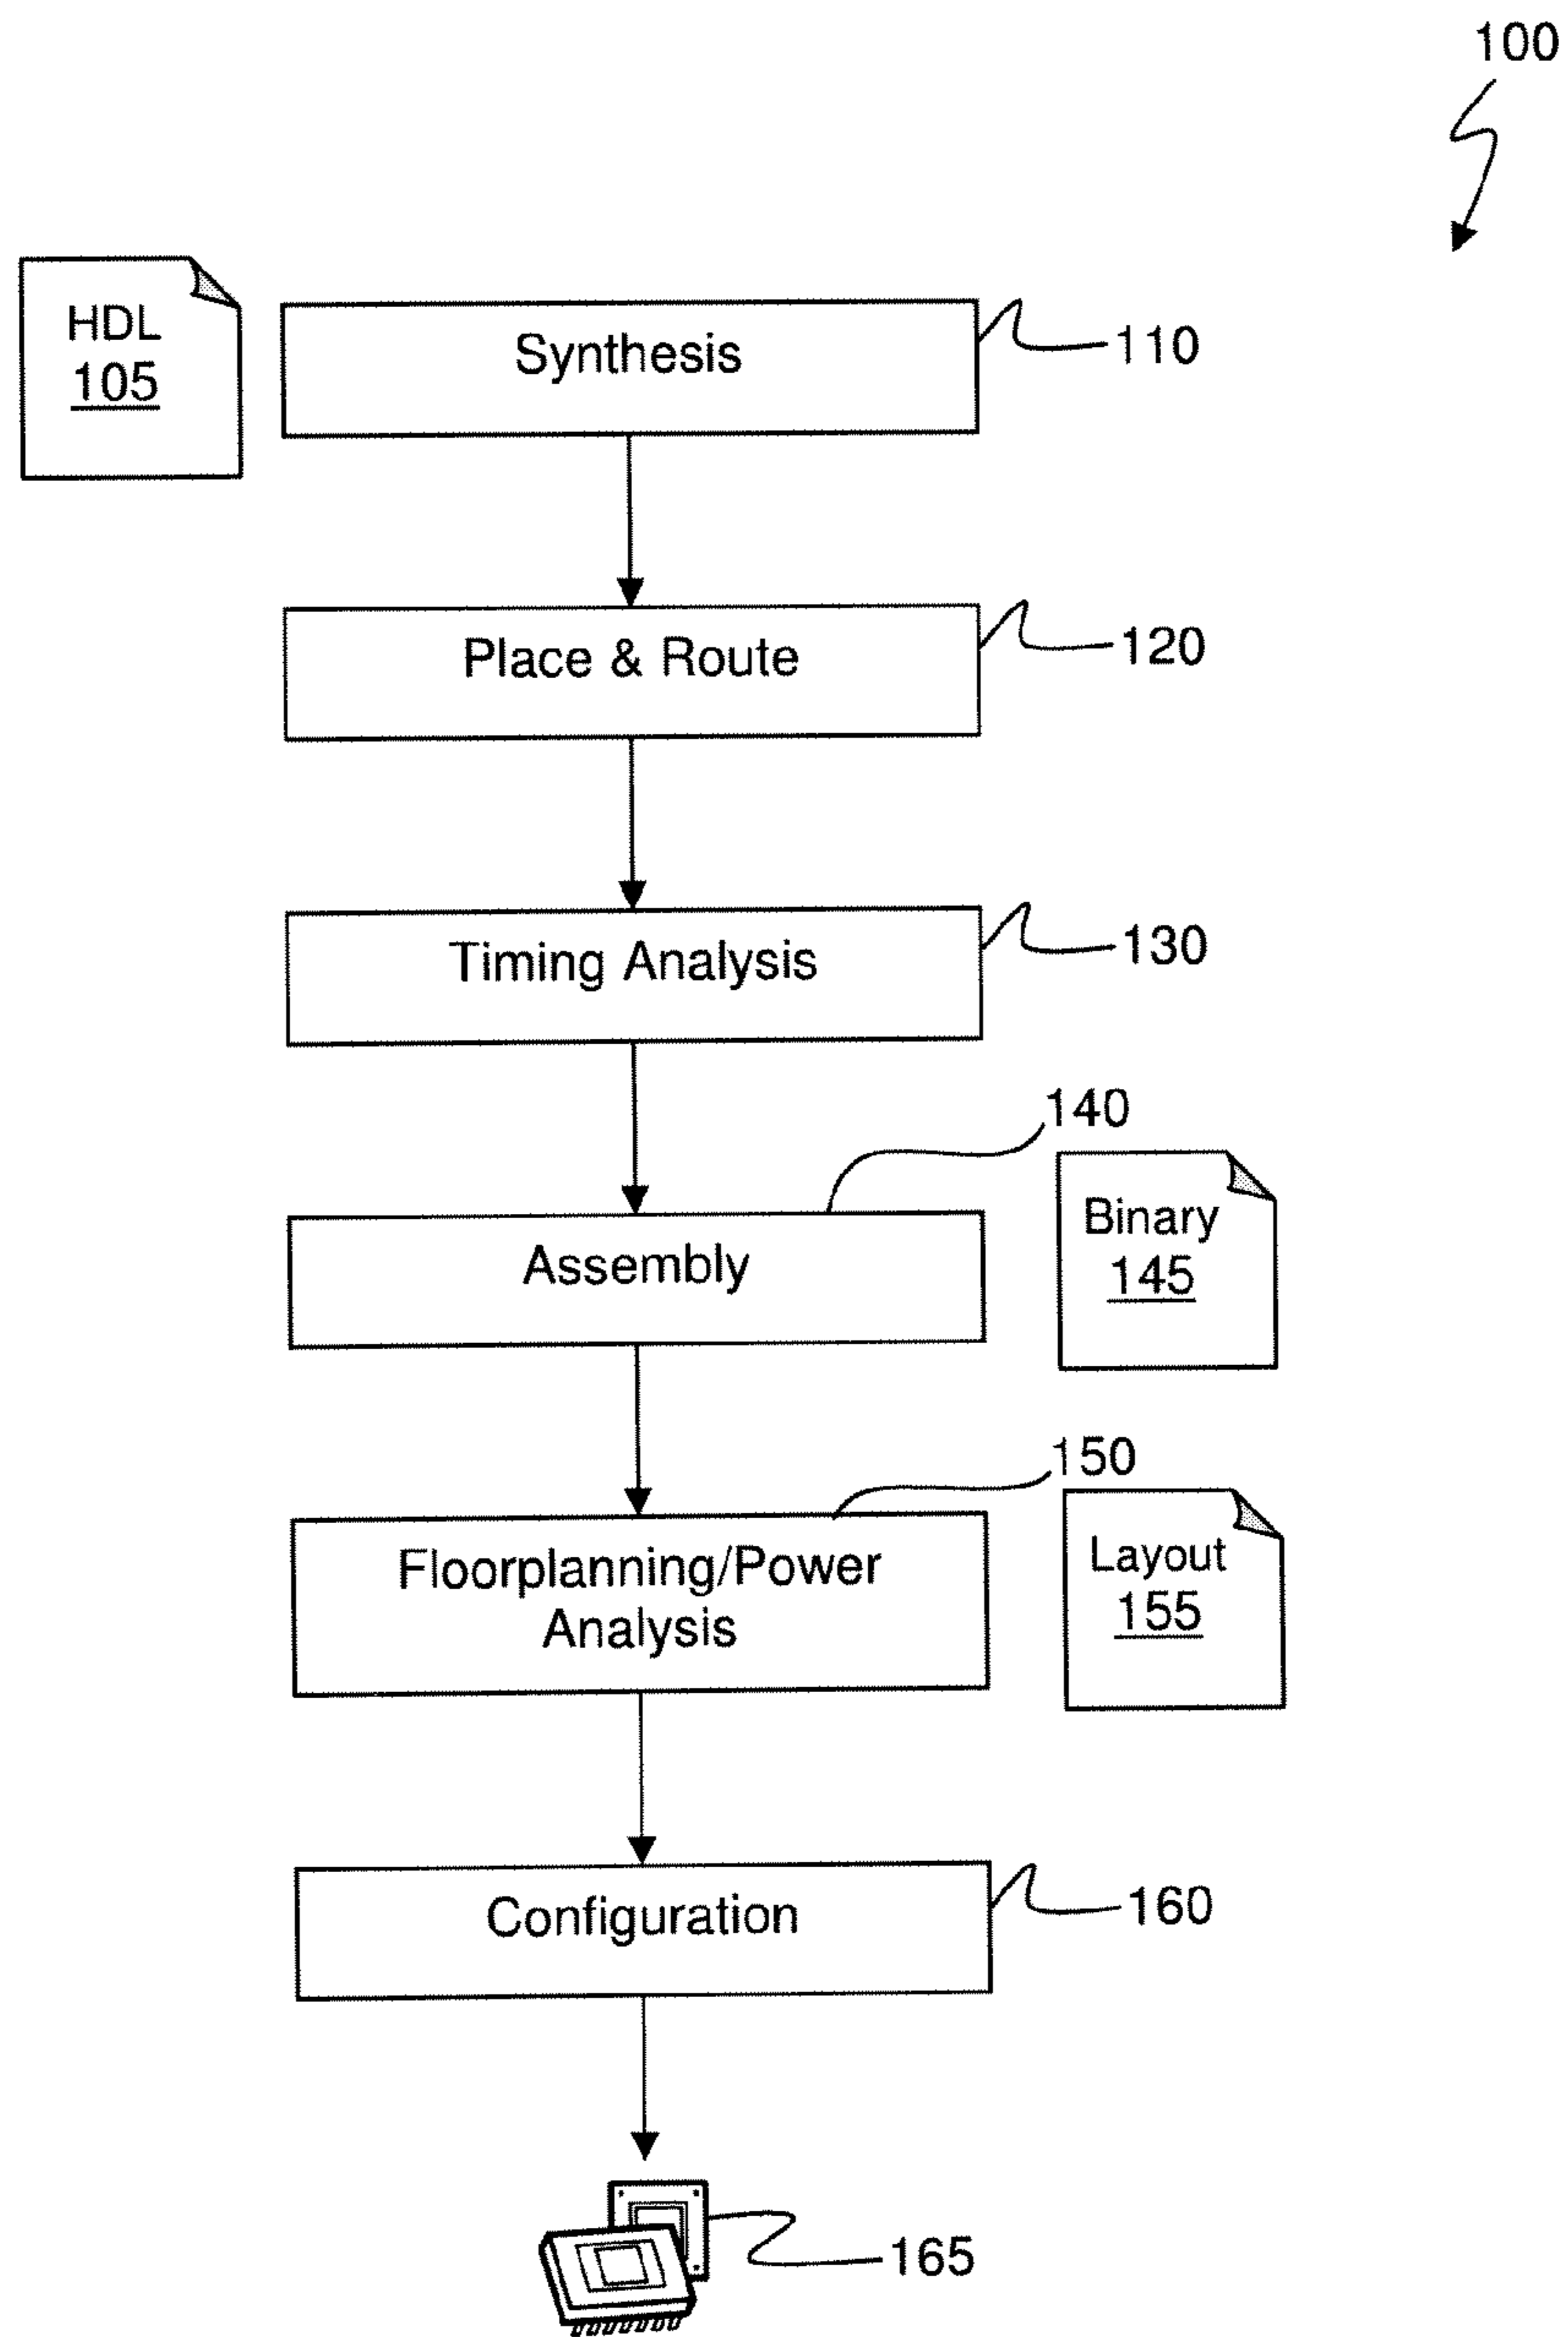 100
HDL
105
Synthesis
110
Place & Route
120
Timing Analysis
130
140
Assembly
Binary
145
150
Floorplanning/Power
Analysis
Layout
155
Configuration
160
165